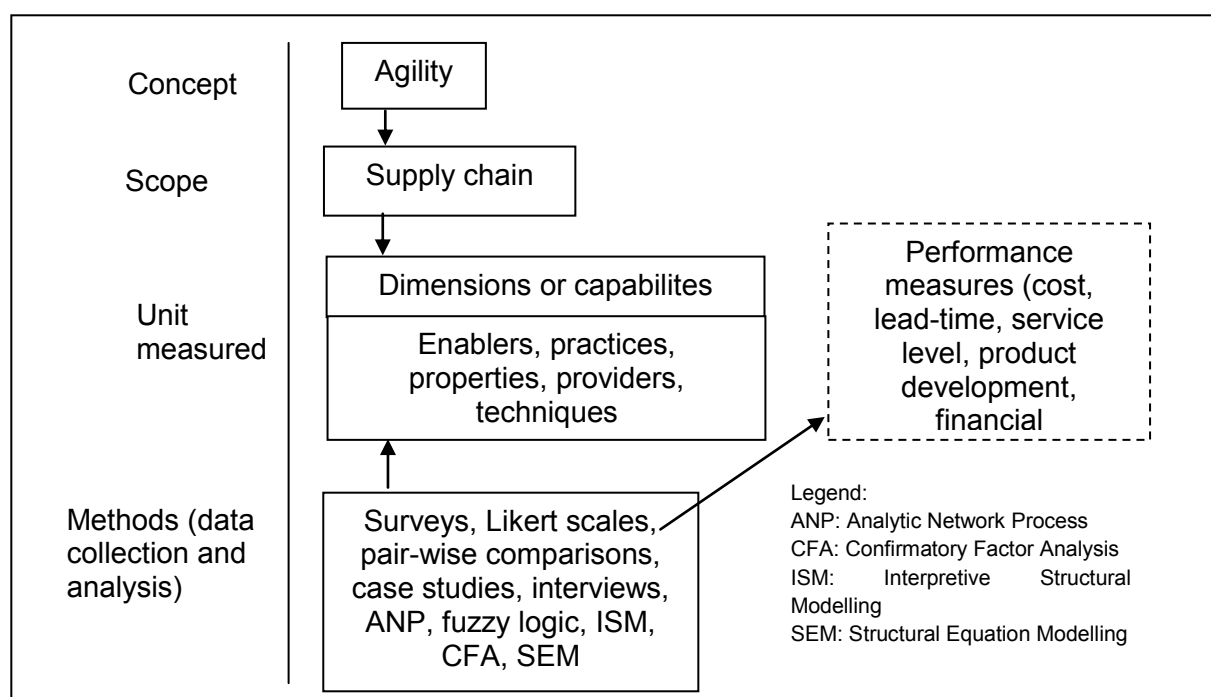 Concept
Agility
Scope
Supply chain
Unit
measured
Dimensions or capabilites
Enablers, practices,
properties, providers,
techniques
Performance
measures (cost,
lead-time, service
level, product
development,
financial
Methods (data
collection and
analysis)
Surveys, Likert scales,
pair-wise comparisons,
case studies, interviews,
ANP, fuzzy logic, ISM,
CFA, SEM
Legend:
ANP: Analytic Network Process
CFA: Confirmatory Factor Analysis
ISM: Interpretive Structural
Modelling
SEM: Structural Equation Modelling